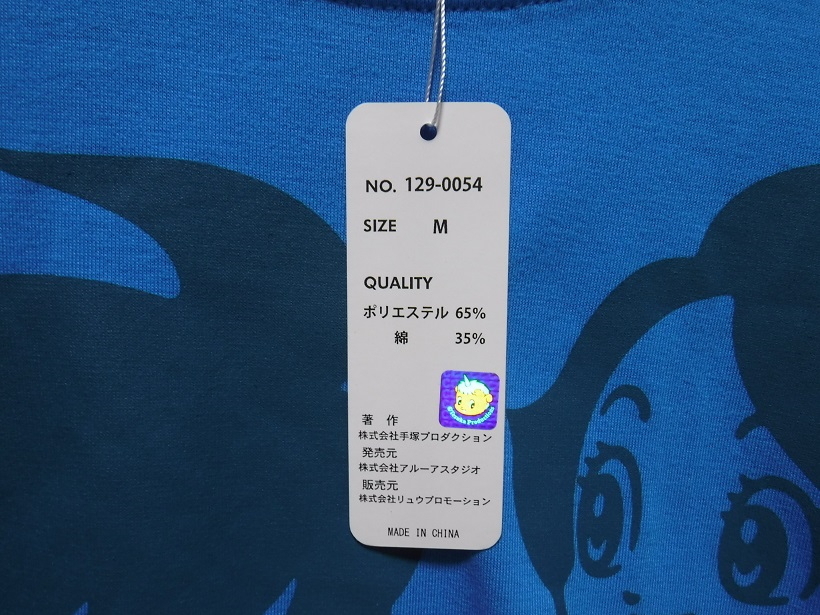 NO. 129-0054
SIZE M
QUALITY
ポリエステル 65%
綿 35%
著 作
株式会社手塚プロダクション
発売元
株式会社アルーアスタジオ
販売元
株式会社リュウプロモーション
MADE IN CHINA